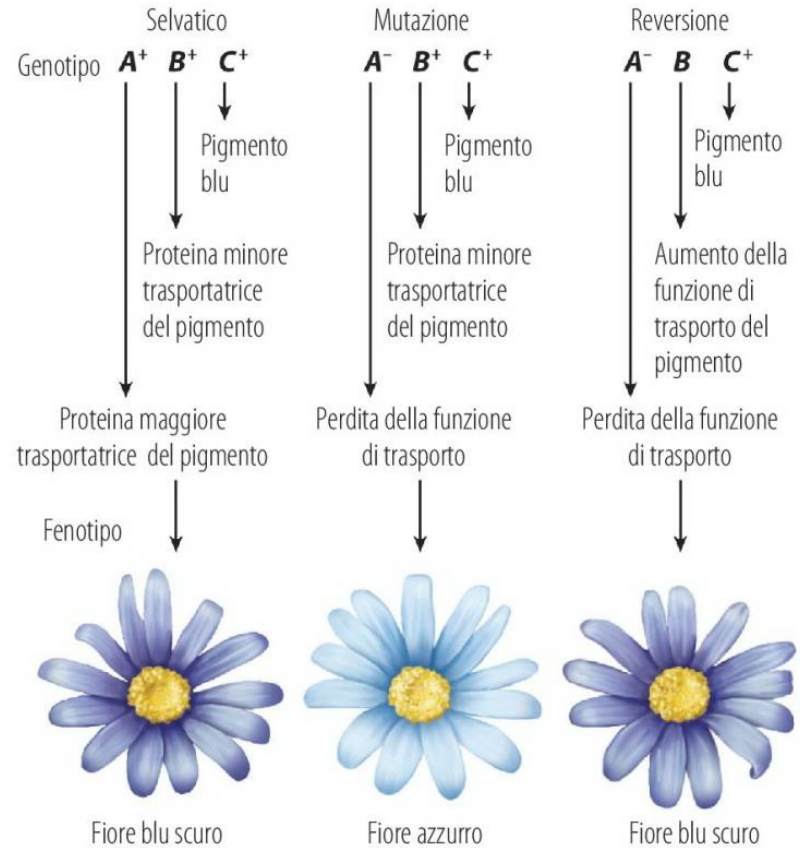 Selvatico
Genotipo A⁺ B⁺ C⁺
Pigmento
blu
Proteina minore
trasportatrice
del pigmento
Proteina maggiore
trasportatrice del pigmento
Fenotipo
Fiore blu scuro
Mutazione
A⁻ B⁺ C⁺
Pigmento
blu
Proteina minore
trasportatrice
del pigmento
Perdita della funzione
di trasporto
Fiore azzurro
Reversione
A⁻ B C⁺
Pigmento
blu
Aumento della
funzione di
trasporto del
pigmento
Perdita della funzione
di trasporto
Fiore blu scuro